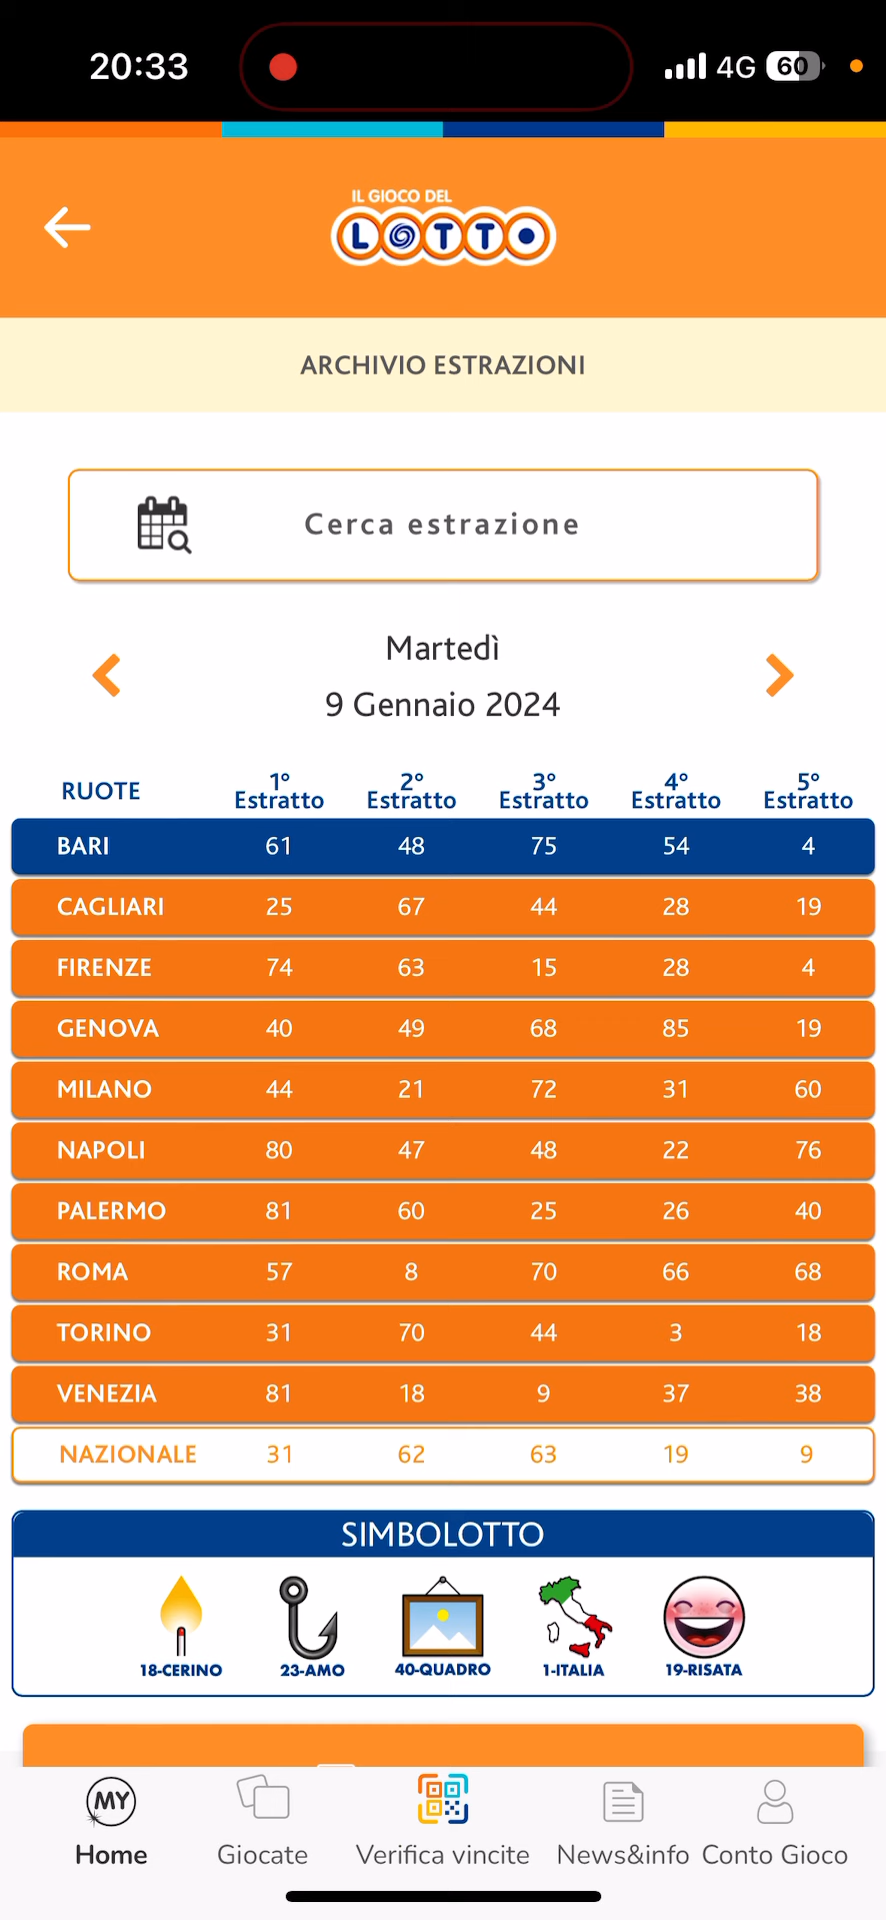 20:33 4G 60
IL GIOCO DEL
LOTTO
ARCHIVIO ESTRAZIONI
Cerca estrazione
Martedì
9 Gennaio 2024
RUOTE 1° Estratto 2° Estratto 3° Estratto 4° Estratto 5° Estratto
BARI 61 48 75 54 4
CAGLIARI 25 67 44 28 19
FIRENZE 74 63 15 28 4
GENOVA 40 49 68 85 19
MILANO 44 21 72 31 60
NAPOLI 80 47 48 22 76
PALERMO 81 60 25 26 40
ROMA 57 8 70 66 68
TORINO 31 70 44 3 18
VENEZIA 81 18 9 37 38
NAZIONALE 31 62 63 19 9
SIMBOLOTTO
18-CERINO 23-AMO 40-QUADRO 1-ITALIA 19-RISATA
MY
Home Giocate Verifica vincite News&info Conto Gioco